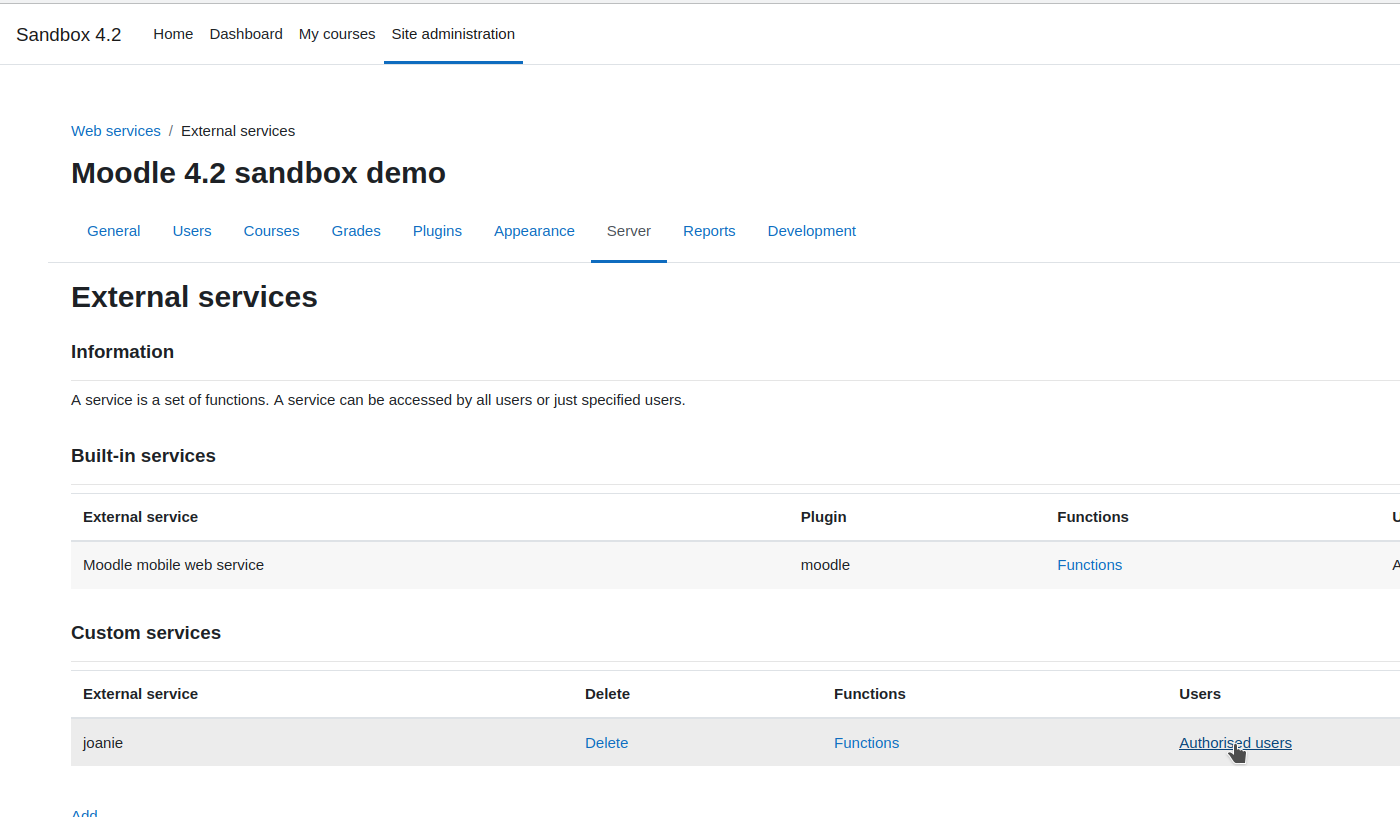 Sandbox 4.2 Home Dashboard My courses Site administration
Web services / External services
Moodle 4.2 sandbox demo
General Users Courses Grades Plugins Appearance Server Reports Development
External services
Information
A service is a set of functions. A service can be accessed by all users or just specified users.
Built-in services
External service Plugin Functions
Moodle mobile web service moodle Functions
Custom services
External service Delete Functions Users
joanie Delete Functions Authorised users
Add